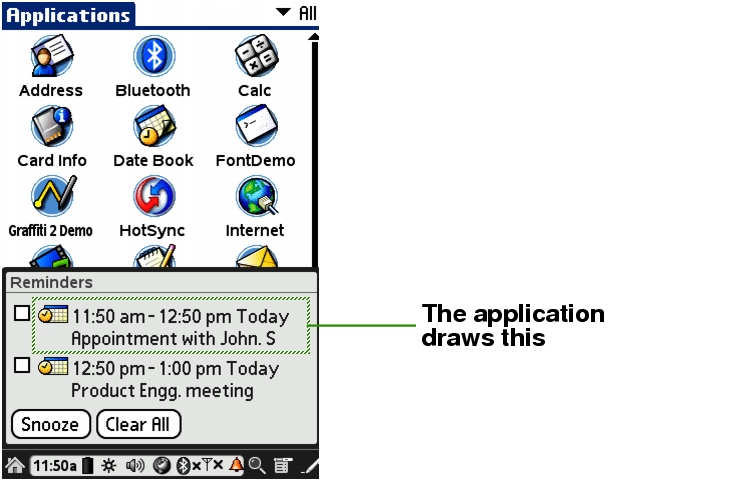 Applications
All
Address Bluetooth Calc
Card Info Date Book FontDemo
Graffiti 2 Demo HotSync Internet
Reminders
11:50 am - 12:50 pm Today
Appointment with John. S
12:50 pm - 1:00 pm Today
Product Engg. meeting
Snooze Clear All
11:50a
The application
draws this